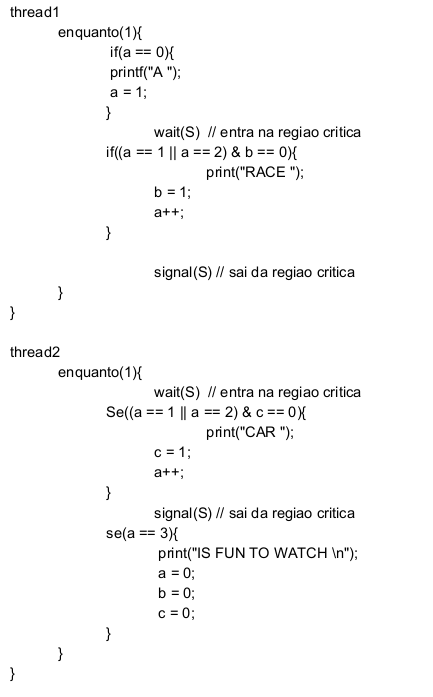 thread1
enquanto(1){
if(a == 0){
printf("A ");
a = 1;
}
wait(S) // entra na regiao critica
if((a == 1 || a == 2) & b == 0){
print("RACE ");
b = 1;
a++;
}
signal(S) // sai da regiao critica
}
}
thread2
enquanto(1){
wait(S) // entra na regiao critica
Se((a == 1 || a == 2) & c == 0){
print("CAR ");
c = 1;
a++;
}
signal(S) // sai da regiao critica
se(a == 3){
print("IS FUN TO WATCH \n");
a = 0;
b = 0;
c = 0;
}
}
}